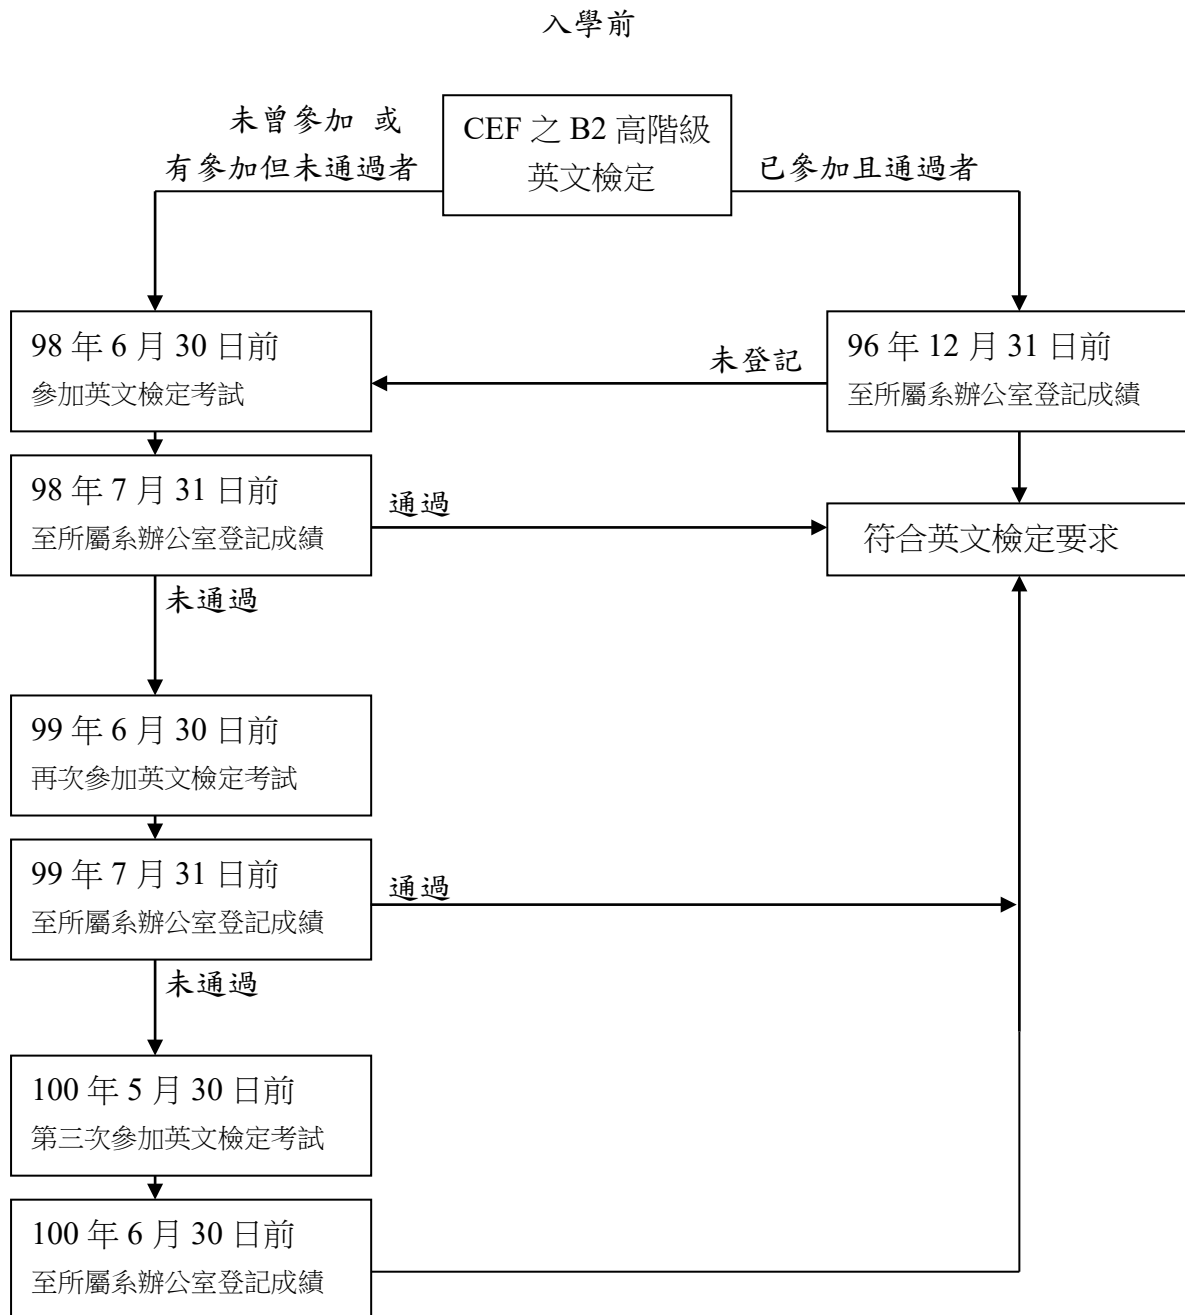 入學前
未曾參加 或
有參加但未通過者
CEF 之 B2 高階級
英文檢定
已參加且通過者
98 年 6 月 30 日前
參加英文檢定考試
未登記
96 年 12 月 31 日前
至所屬系辦公室登記成績
98 年 7 月 31 日前
至所屬系辦公室登記成績
通過
符合英文檢定要求
未通過
99 年 6 月 30 日前
再次參加英文檢定考試
99 年 7 月 31 日前
至所屬系辦公室登記成績
通過
未通過
100 年 5 月 30 日前
第三次參加英文檢定考試
100 年 6 月 30 日前
至所屬系辦公室登記成績